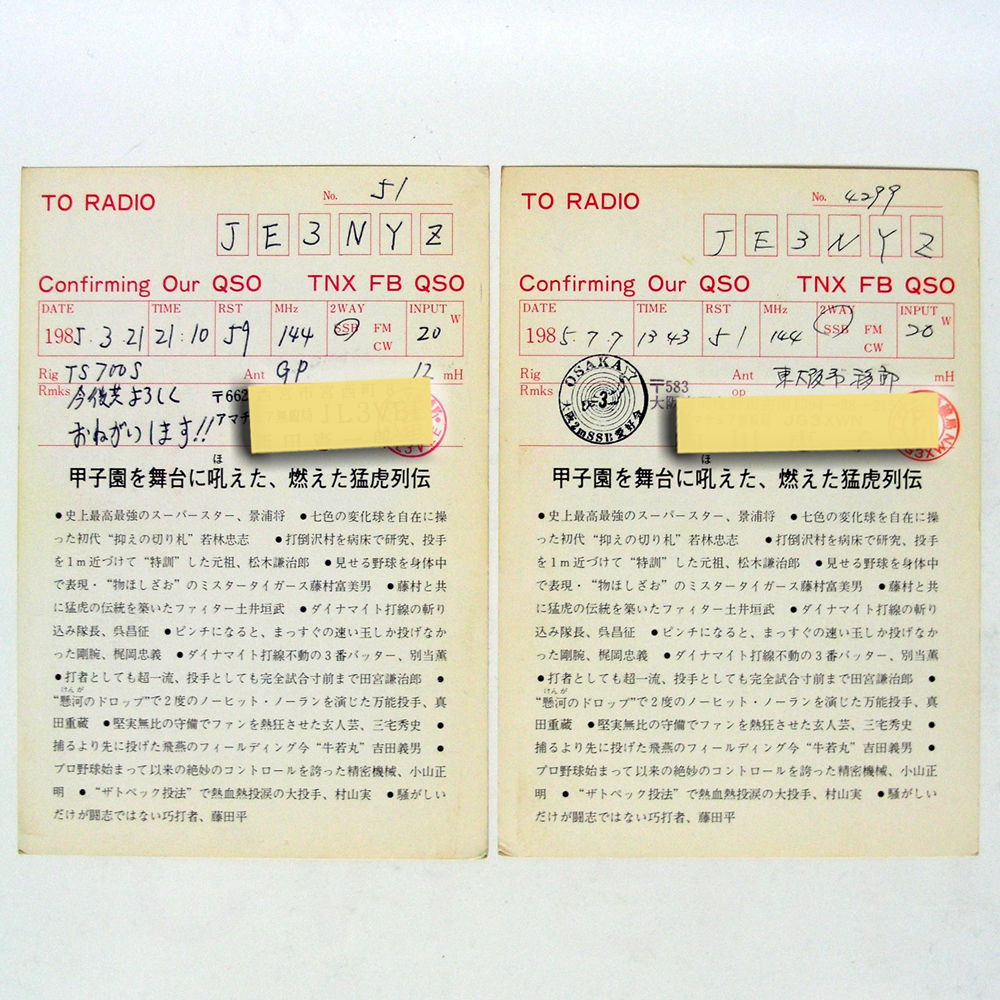 TO RADIO
No. 51
J E 3 N Y Z
Confirming Our QSO TNX FB QSO
DATE TIME RST MHz 2WAY INPUT
1985.3.21 21:10 59 144 SSB FM CW 20 W
Rig TS700S Ant GP 12 mH
Rmks 今後共よろしく 〒662
おねがいします!! アマチ
甲子園を舞台に吼えた、燃えた猛虎列伝
ほ
●史上最高最強のスーパースター、景浦将 ●七色の変化球を自在に操
った初代“抑えの切り札”若林忠志 ●打倒沢村を病床で研究、投手
を1m近づけて“特訓”した元祖、松木謙治郎 ●見せる野球を身体中
で表現・“物ほしざお”のミスタータイガース藤村富美男 ●藤村と共
に猛虎の伝統を築いたファイター土井垣武 ●ダイナマイト打線の斬り
込み隊長、呉昌征 ●ピンチになると、まっすぐの速い玉しか投げなか
った剛腕、梶岡忠義 ●ダイナマイト打線不動の3番バッター、別当薫
●打者としても超一流、投手としても完全試合寸前まで田宮謙治郎 ●
けんが
“懸河のドロップ”で2度のノーヒット・ノーランを演じた万能投手、真
田重蔵 ●堅実無比の守備でファンを熱狂させた玄人芸、三宅秀史 ●
捕るより先に投げた飛燕のフィールディング今“牛若丸”吉田義男 ●
プロ野球始まって以来の絶妙のコントロールを誇った精密機械、小山正
明 ●“ザトペック投法”で熱血熱投涙の大投手、村山実 ●騒がしい
だけが闘志ではない巧打者、藤田平
TO RADIO
No. 4299
J E 3 N Y Z
Confirming Our QSO TNX FB QSO
DATE TIME RST MHz 2WAY INPUT
1985.7.7 13 43 51 144 SSB FM CW 20 W
Rig Ant mH
Rmks 〒583 op
大阪
OSAKA
3
大阪2mSSB愛好会
甲子園を舞台に吼えた、燃えた猛虎列伝
ほ
●史上最高最強のスーパースター、景浦将 ●七色の変化球を自在に操
った初代“抑えの切り札”若林忠志 ●打倒沢村を病床で研究、投手
を1m近づけて“特訓”した元祖、松木謙治郎 ●見せる野球を身体中
で表現・“物ほしざお”のミスタータイガース藤村富美男 ●藤村と共
に猛虎の伝統を築いたファイター土井垣武 ●ダイナマイト打線の斬り
込み隊長、呉昌征 ●ピンチになると、まっすぐの速い玉しか投げなか
った剛腕、梶岡忠義 ●ダイナマイト打線不動の3番バッター、別当薫
●打者としても超一流、投手としても完全試合寸前まで田宮謙治郎 ●
けんが
“懸河のドロップ”で2度のノーヒット・ノーランを演じた万能投手、真
田重蔵 ●堅実無比の守備でファンを熱狂させた玄人芸、三宅秀史 ●
捕るより先に投げた飛燕のフィールディング今“牛若丸”吉田義男 ●
プロ野球始まって以来の絶妙のコントロールを誇った精密機械、小山正
明 ●“ザトペック投法”で熱血熱投涙の大投手、村山実 ●騒がしい
だけが闘志ではない巧打者、藤田平